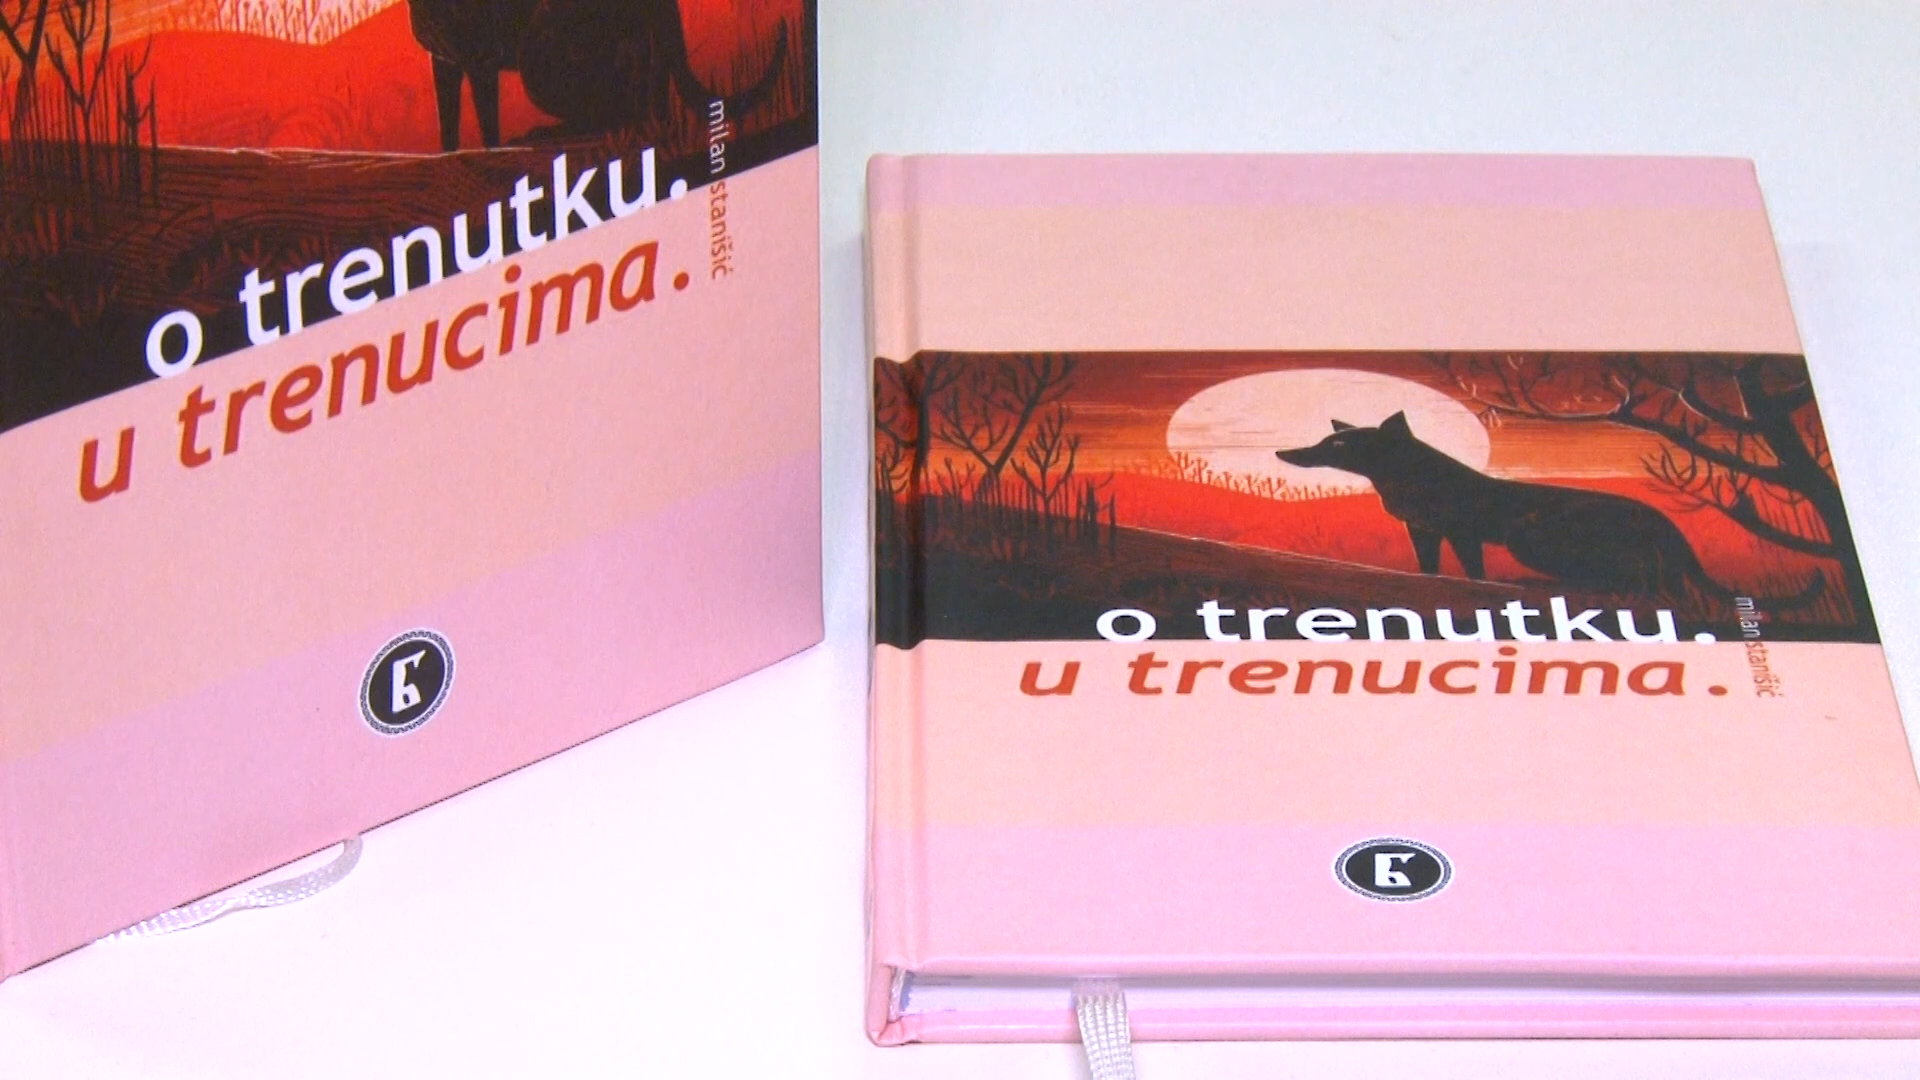 o trenutku.
u trenucima.
milan stanišić
Б
o trenutku.
u trenucima.
milan stanišić
Б